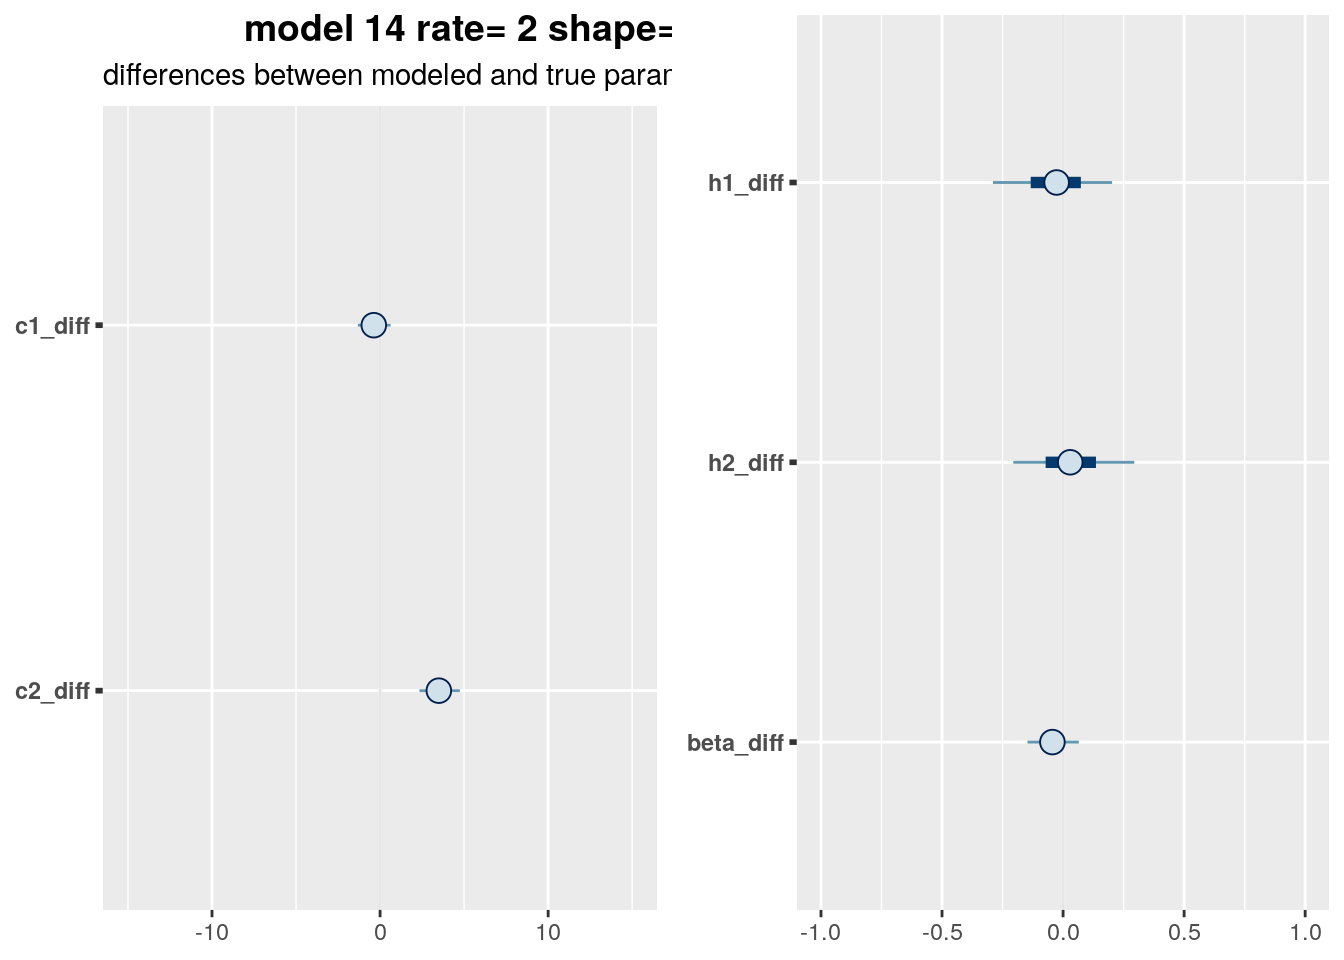 model 14 rate= 2 shape=
differences between modeled and true
c1_diff
c2_diff
-10 0 10
h1_diff
h2_diff
beta_diff
-1.0 -0.5 0.0 0.5 1.0